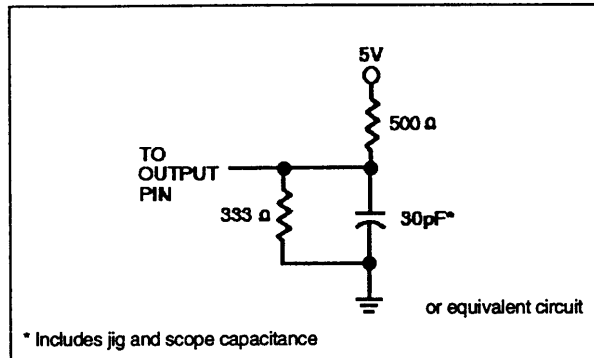 5V
500 Ω
TO
OUTPUT
PIN
333 Ω
30pF*
or equivalent circuit
* Includes jig and scope capacitance